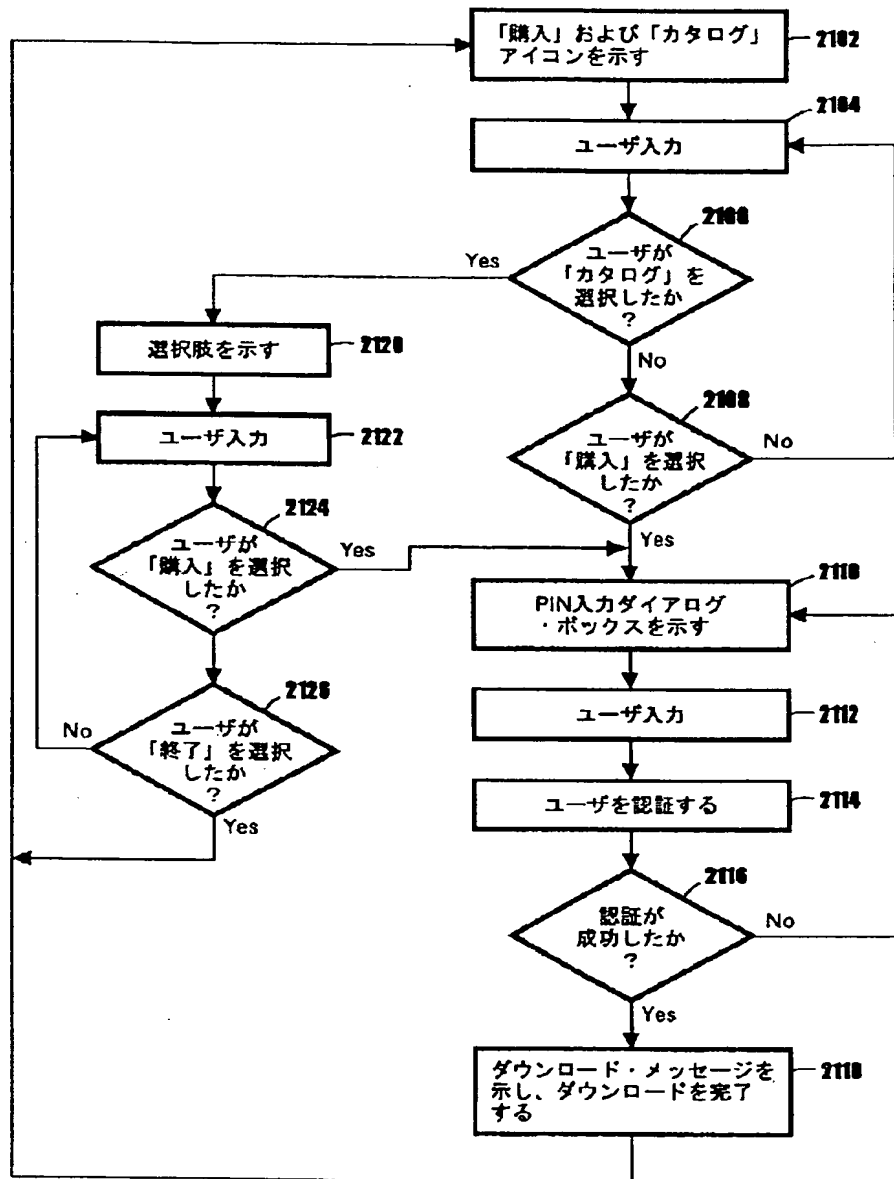 「購入」および「カタログ」
アイコンを示す
2102
2104
ユーザ入力
2106
ユーザが
「カタログ」を
選択したか
?
Yes
No
選択肢を示す
2120
2108
ユーザが
「購入」を選択
したか
?
No
Yes
ユーザ入力
2122
2124
ユーザが
「購入」を選択
したか
?
Yes
2110
PIN入力ダイアログ
・ボックスを示す
2126
ユーザが
「終了」を選択
したか
?
No
Yes
ユーザ入力
2112
ユーザを認証する
2114
2116
認証が
成功したか
?
No
Yes
ダウンロード・メッセージを
示し、ダウンロードを完了
する
2118